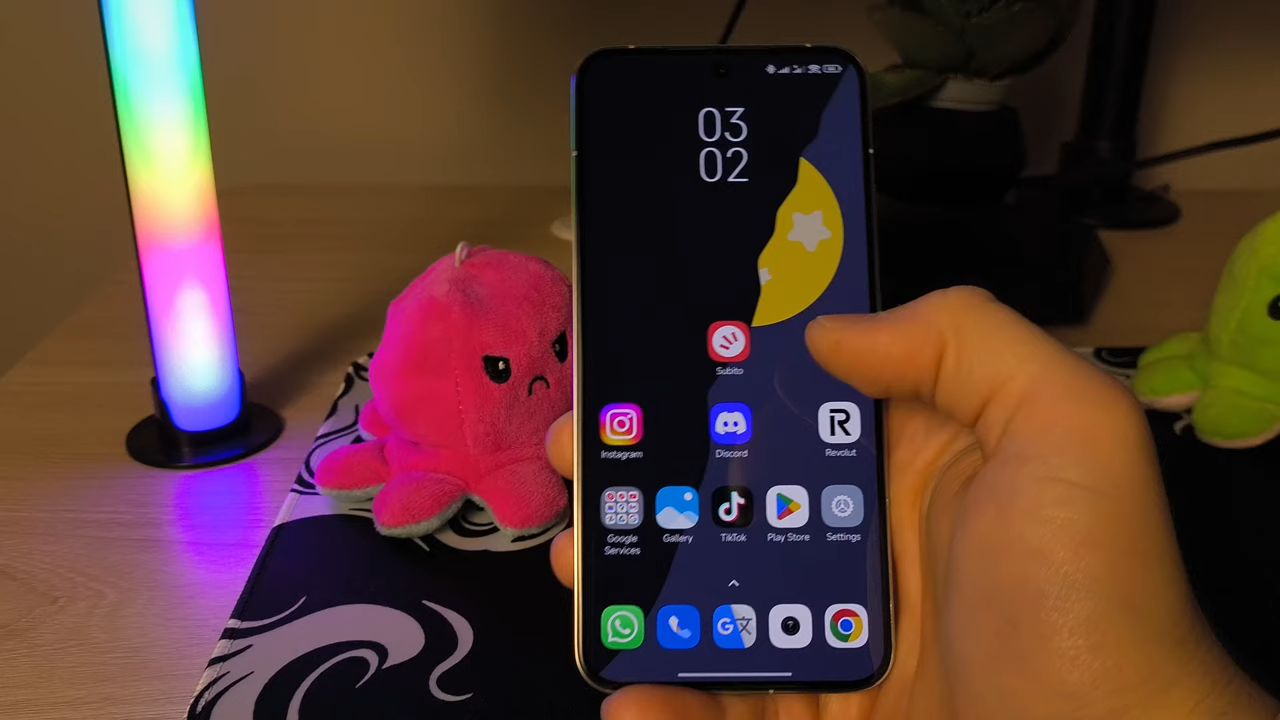 03
02
Subito
Instagram
Discord
Revolut
Google
Services
Gallery
TikTok
Play Store
Settings